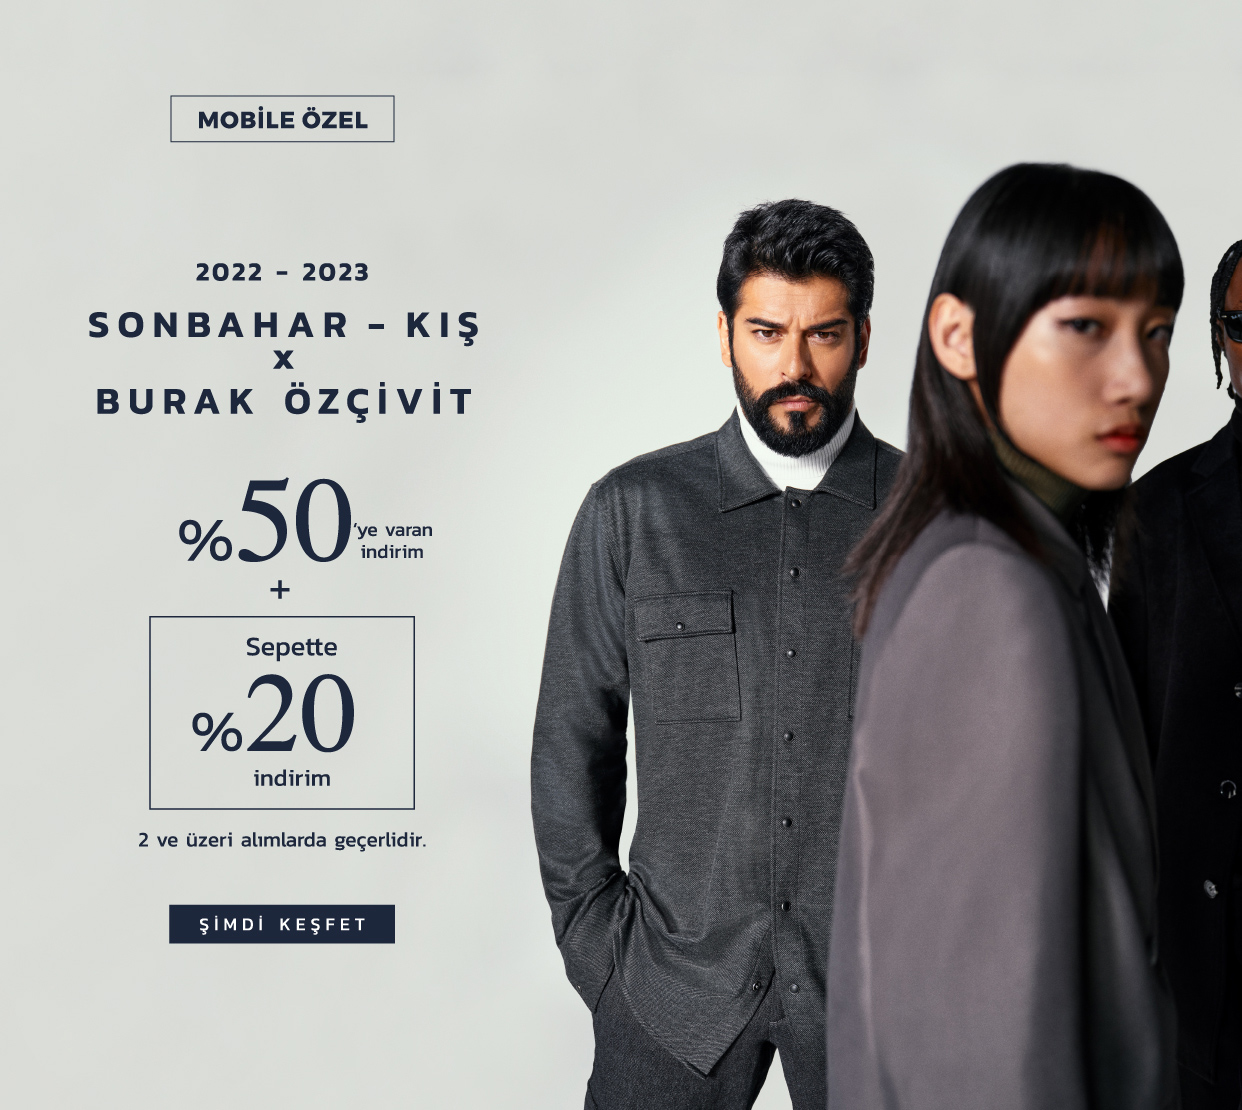 MOBİLE ÖZEL
2022 - 2023
SONBAHAR - KIŞ
x
BURAK ÖZÇİVİT
%50'ye varan
indirim
+
Sepette
%20
indirim
2 ve üzeri alımlarda geçerlidir.
ŞİMDİ KEŞFET